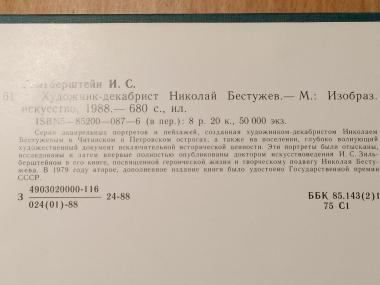 Зильберштейн И. С.
61 Художник-декабрист Николай Бестужев.— М.: Изобраз.
искусство, 1988.— 680 с., ил.
ISBN5—85200—087—6 (в пер.): 8 р. 20 к., 50 000 экз.
Серия акварельных портретов и пейзажей, созданная художником-декабристом Николаем
Бестужевым в Читинском и Петровском острогах, а также на поселении, глубоко волнующий
художественный документ исключительной исторической ценности. Эти портреты были отысканы,
исследованы и затем впервые полностью опубликованы доктором искусствоведения И. С. Зиль-
берштейном в его книге, посвященной героической жизни и творческому подвигу Николая Бесту-
жева. В 1979 году второе, дополненное издание книги было удостоено Государственной премии
СССР.
4903020000-116
З 24-88
024(01)-88
ББК 85.143(2)1
75 С1